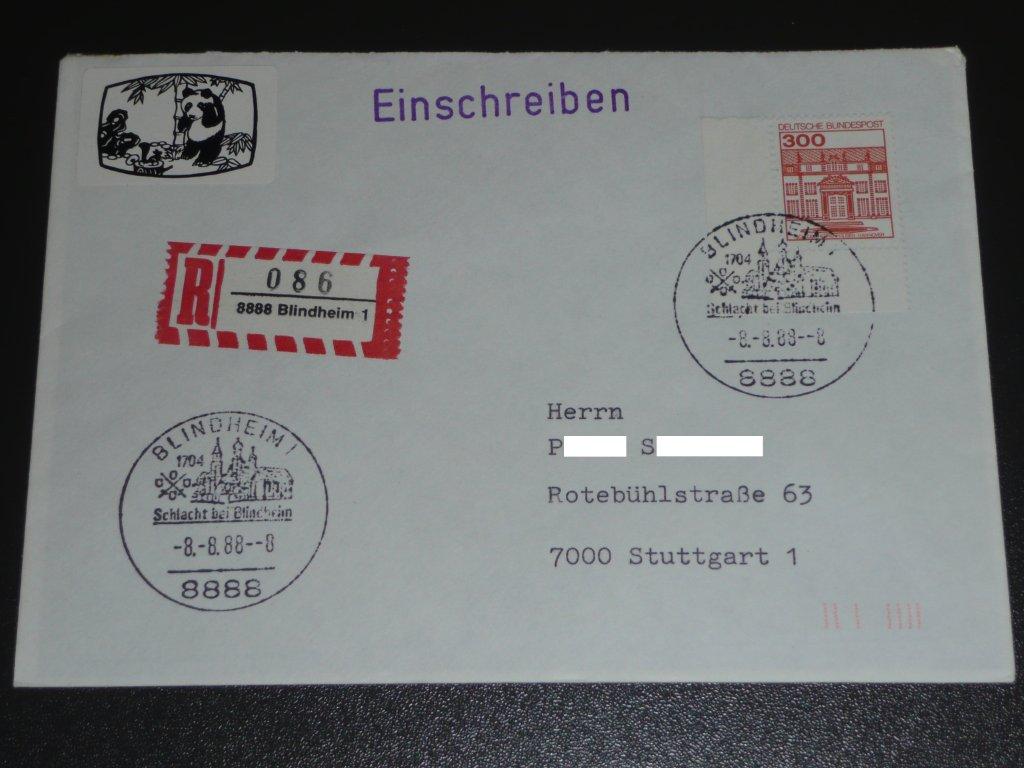 Einschreiben
DEUTSCHE BUNDESPOST
300
HANNOVER
R
086
8888 Blindheim 1
BLINDHEIM 1
1704
Schlacht bei Blindheim
-8.-8.88--8
8888
Herrn
P S
Rotebühlstraße 63
7000 Stuttgart 1
BLINDHEIM 1
1704
Schlacht bei Blindheim
-8.-8.88--8
8888